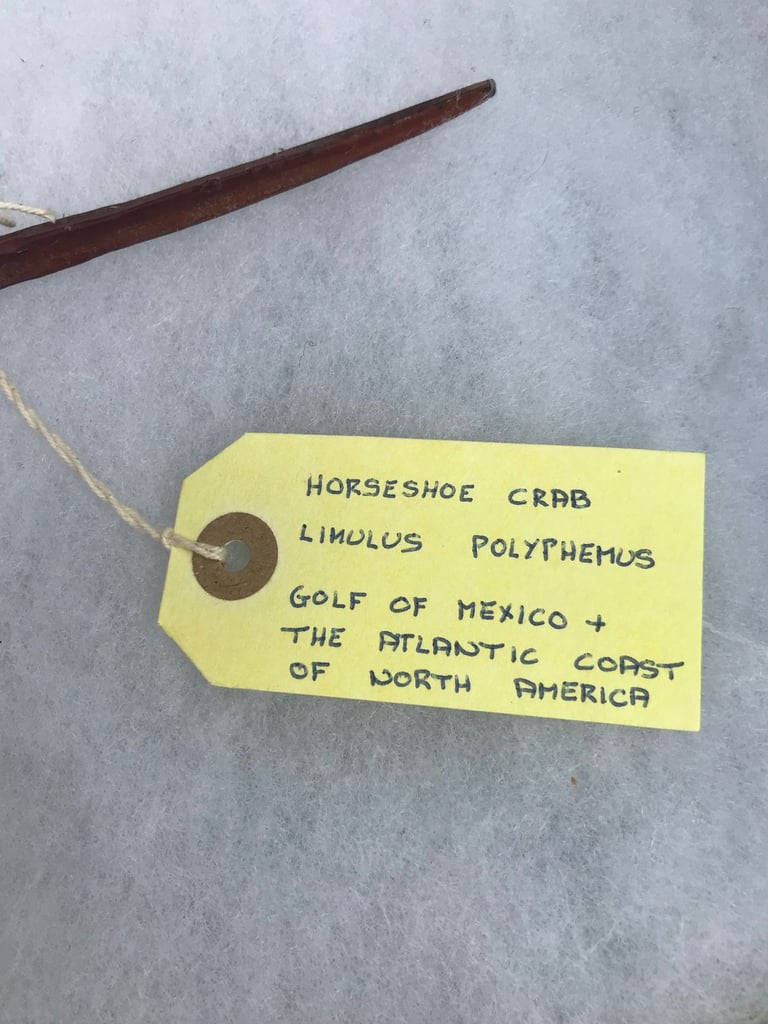 HORSESHOE CRAB
LIMULUS POLYPHEMUS
GOLF OF MEXICO +
THE ATLANTIC COAST
OF NORTH AMERICA